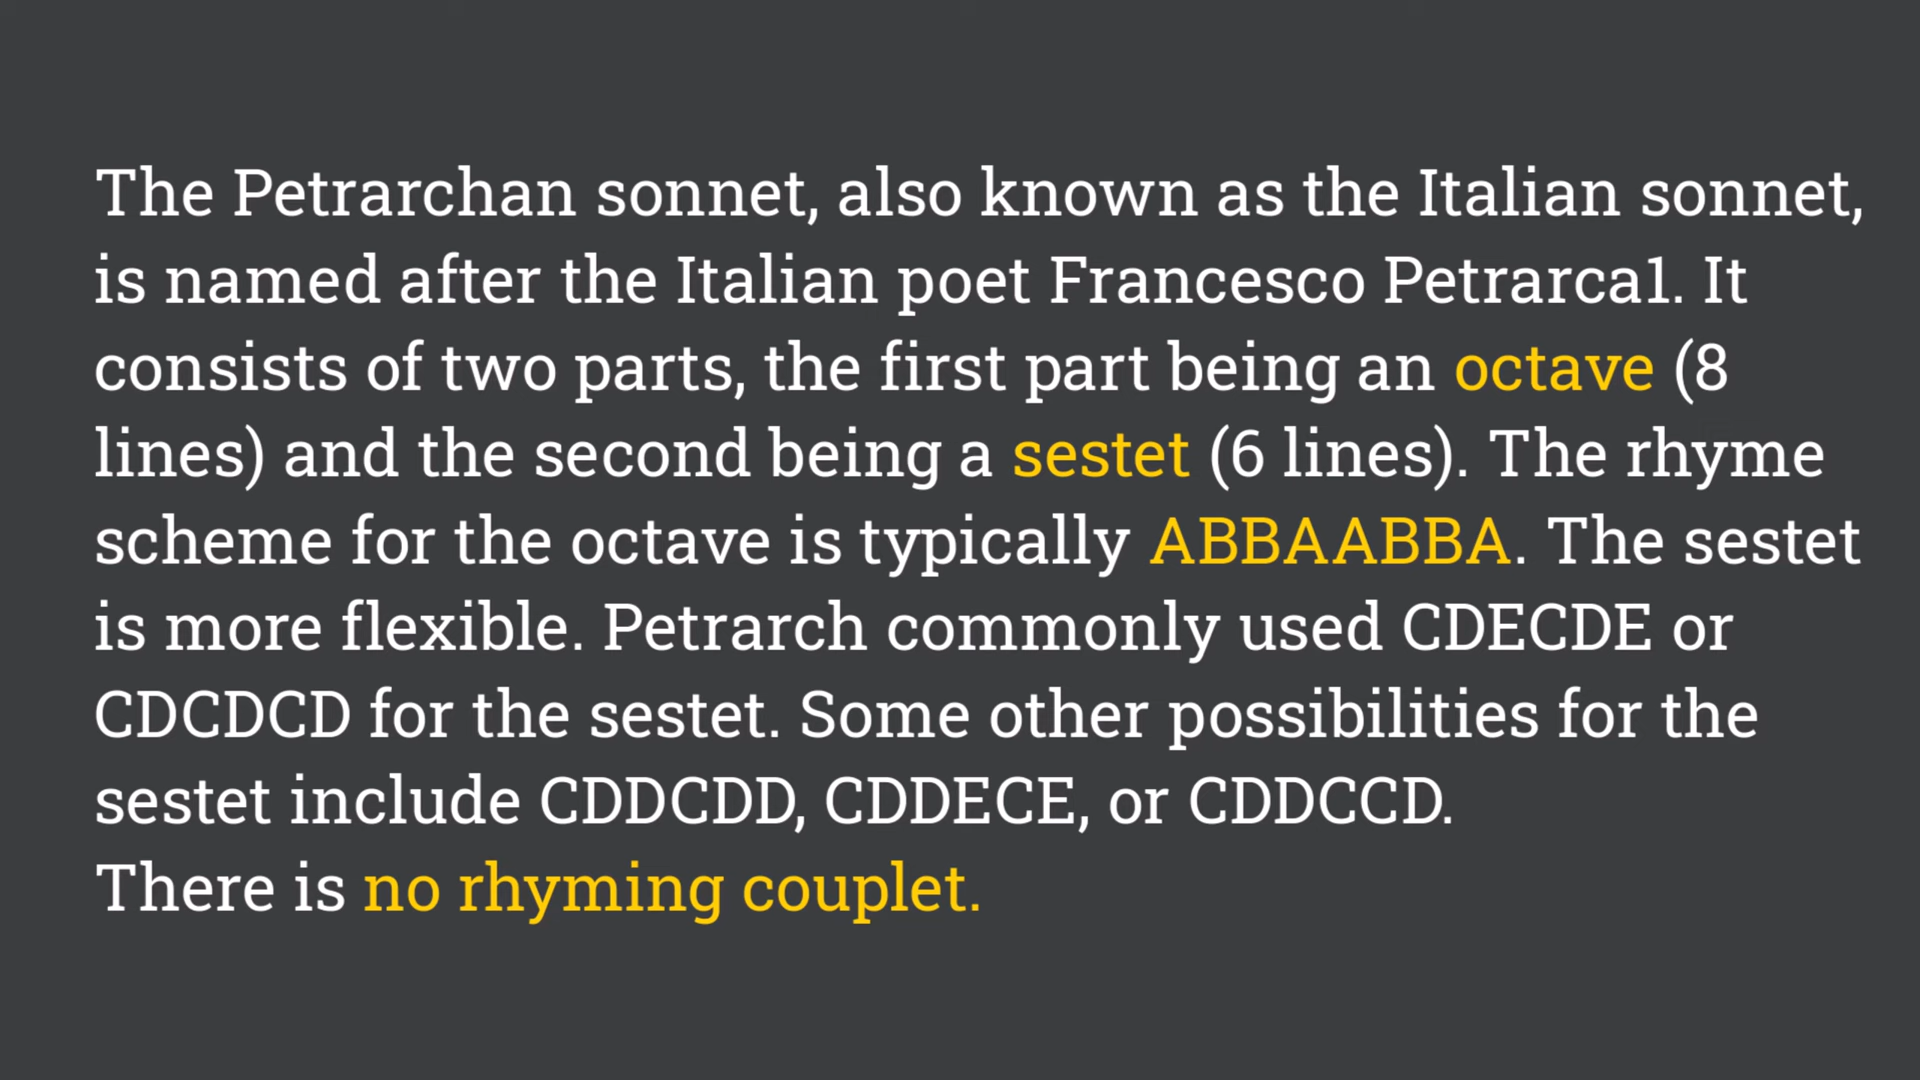 The Petrarchan sonnet, also known as the Italian sonnet,
is named after the Italian poet Francesco Petrarca1. It
consists of two parts, the first part being an octave (8
lines) and the second being a sestet (6 lines). The rhyme
scheme for the octave is typically ABBAABBA. The sestet
is more flexible. Petrarch commonly used CDECDE or
CDCDCD for the sestet. Some other possibilities for the
sestet include CDDCDD, CDDECE, or CDDCCD.
There is no rhyming couplet.